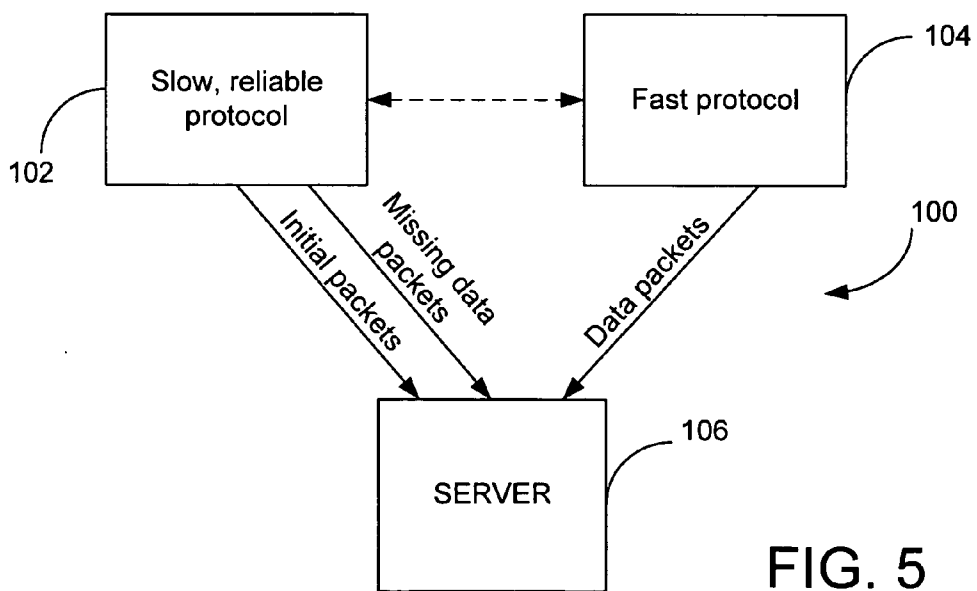 Slow, reliable
protocol
Fast protocol
104
102
Initial packets
Missing data
packets
Data packets
100
SERVER
106
FIG. 5